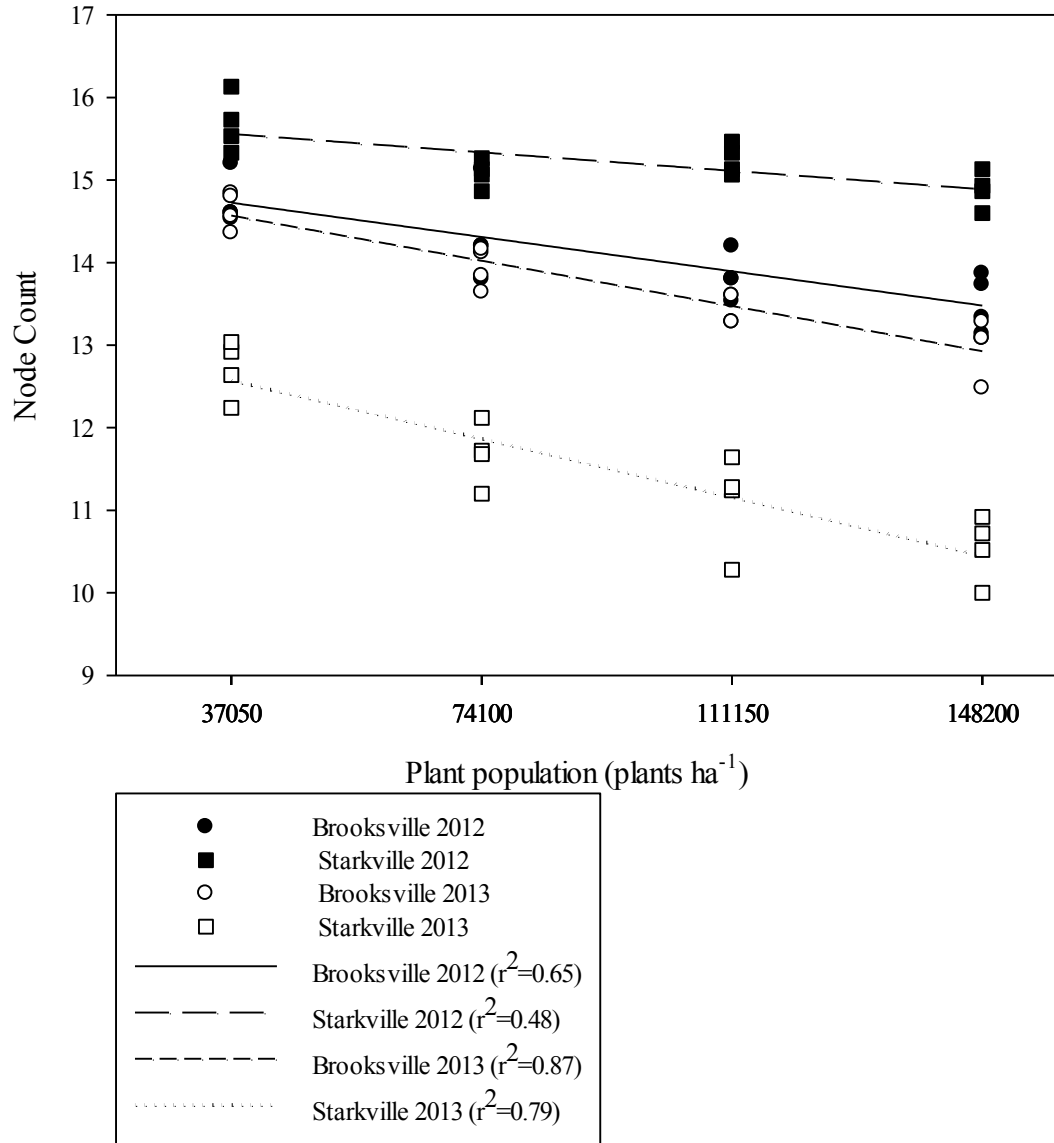 17
16
15
14
13
12
11
10
9
Node Count
37050 74100 111150 148200
Plant population (plants ha⁻¹)
Brooksville 2012
Starkville 2012
Brooksville 2013
Starkville 2013
Brooksville 2012 (r²=0.65)
Starkville 2012 (r²=0.48)
Brooksville 2013 (r²=0.87)
Starkville 2013 (r²=0.79)